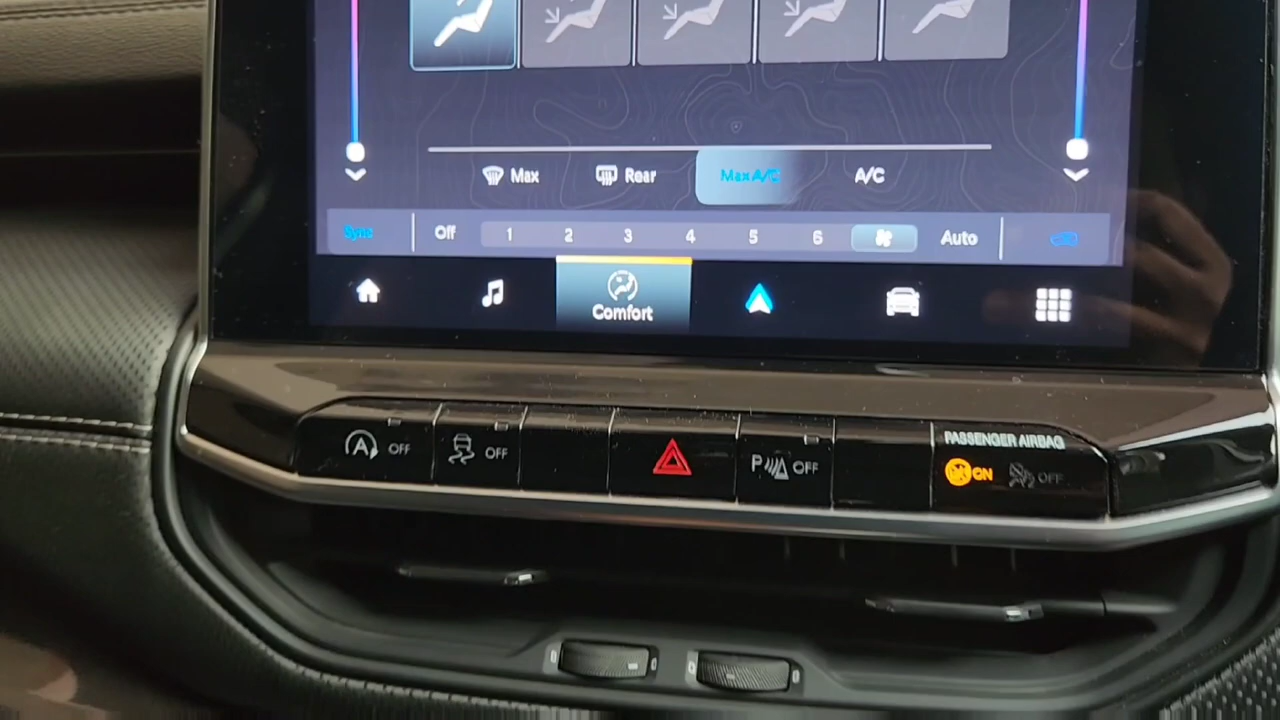 Max Rear Max A/C A/C
Sync Off 1 2 3 4 5 6 Auto
Comfort
A OFF OFF P OFF
PASSENGER AIRBAG
ON OFF